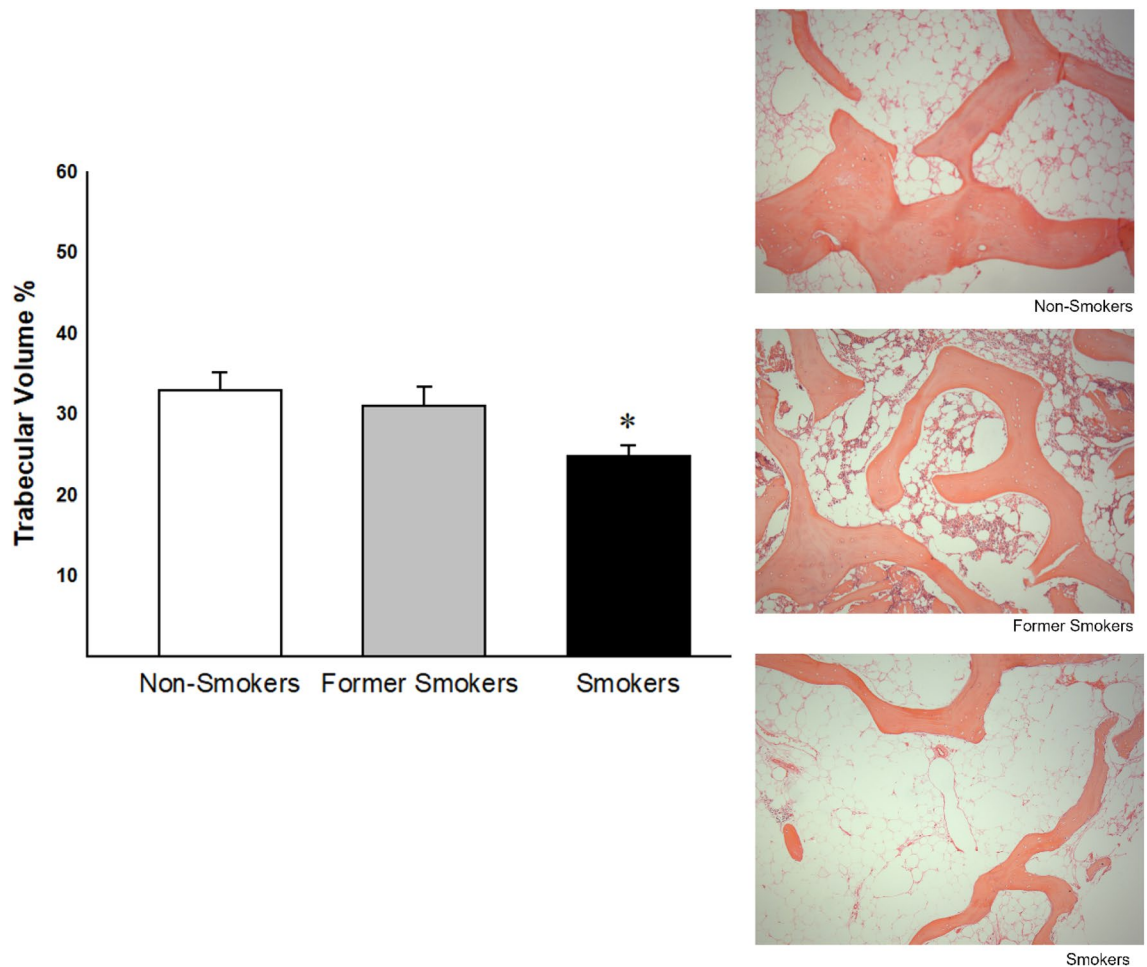 60
50
40
30
20
10
Trabecular Volume %
*
Non-Smokers
Former Smokers
Smokers
Non-Smokers
Former Smokers
Smokers